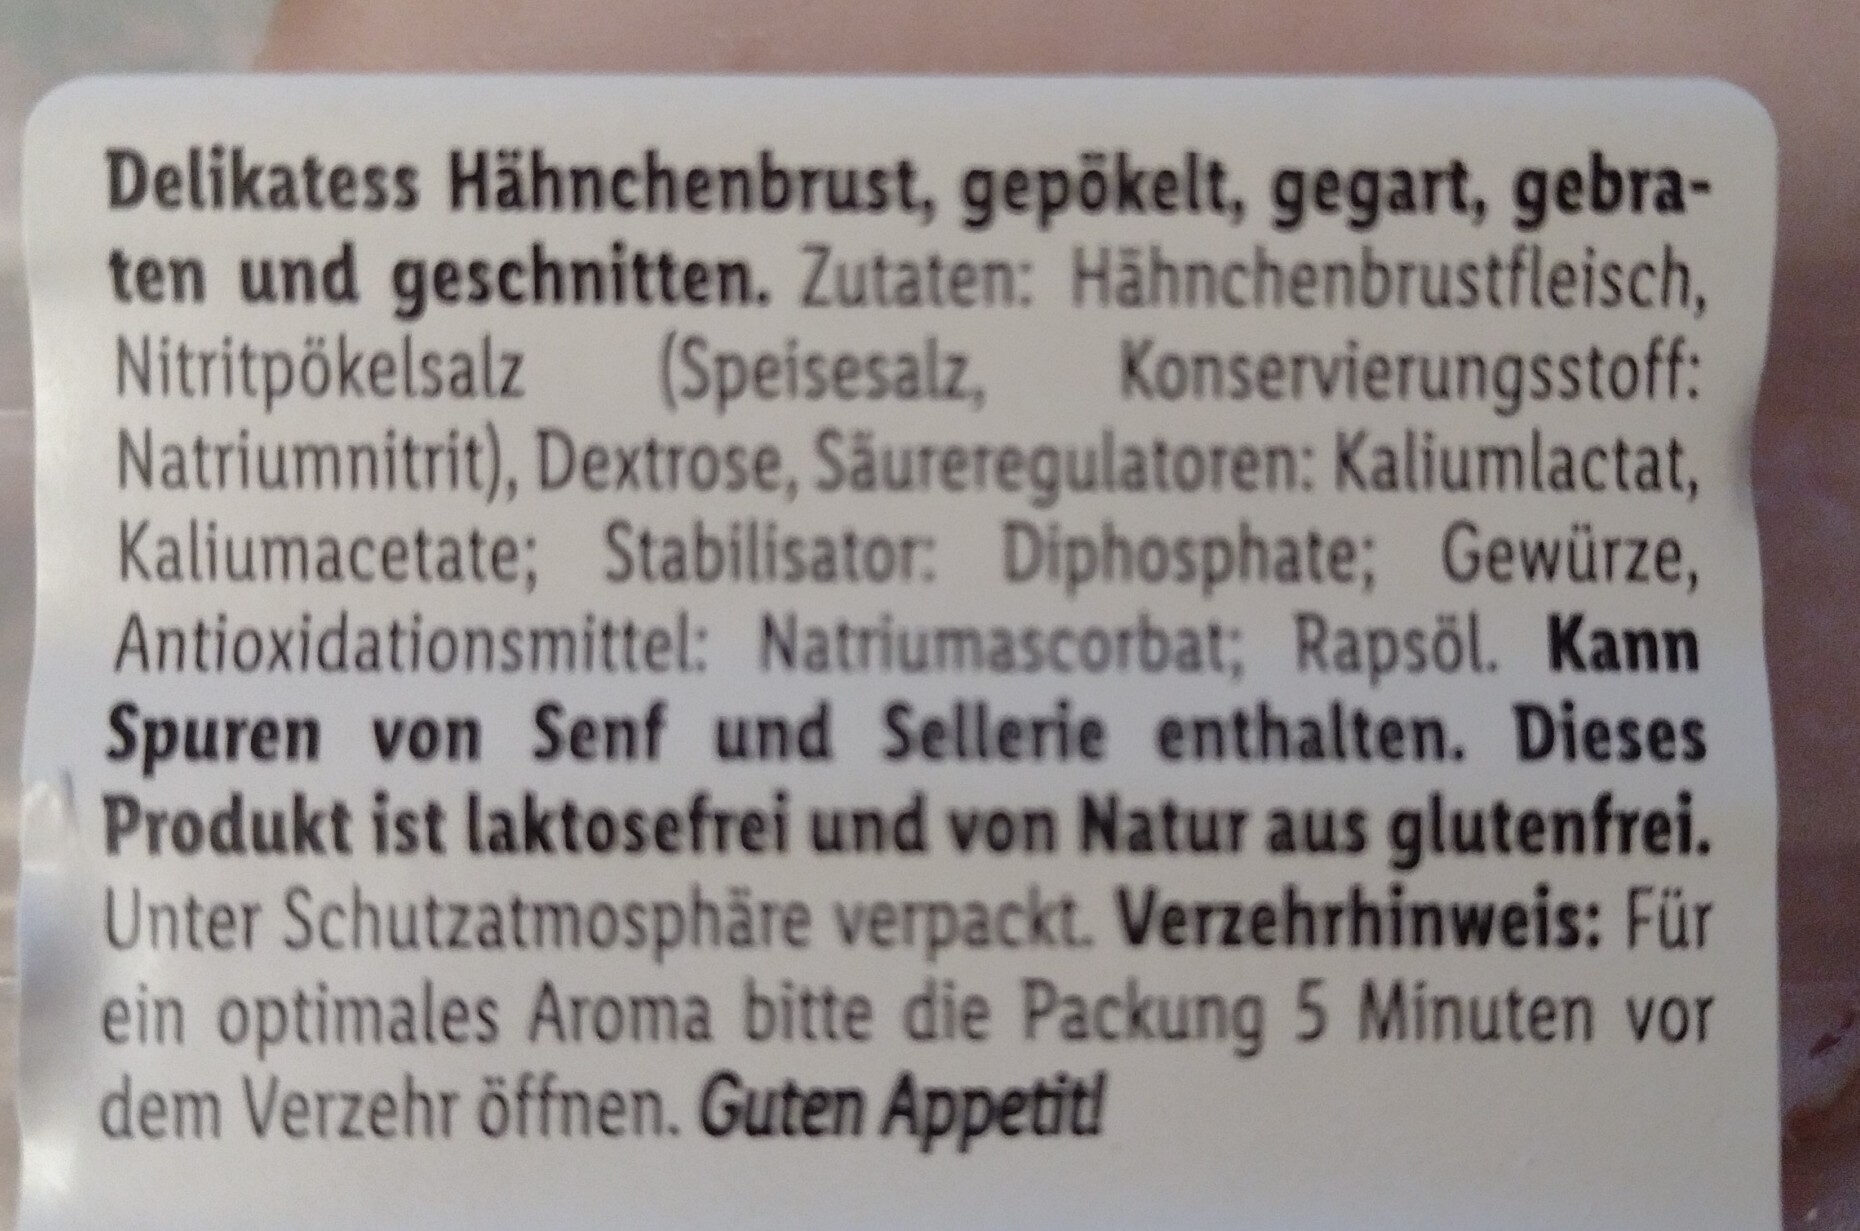 Delikatess Hähnchenbrust, gepökelt, gegart, gebra-
ten und geschnitten. Zutaten: Hähnchenbrustfleisch,
Nitritpökelsalz (Speisesalz, Konservierungsstoff:
Natriumnitrit), Dextrose, Säureregulatoren: Kaliumlactat,
Kaliumacetate; Stabilisator: Diphosphate; Gewürze,
Antioxidationsmittel: Natriumascorbat; Rapsöl. Kann
Spuren von Senf und Sellerie enthalten. Dieses
Produkt ist laktosefrei und von Natur aus glutenfrei.
Unter Schutzatmosphäre verpackt. Verzehrhinweis: Für
ein optimales Aroma bitte die Packung 5 Minuten vor
dem Verzehr öffnen. Guten Appetit!